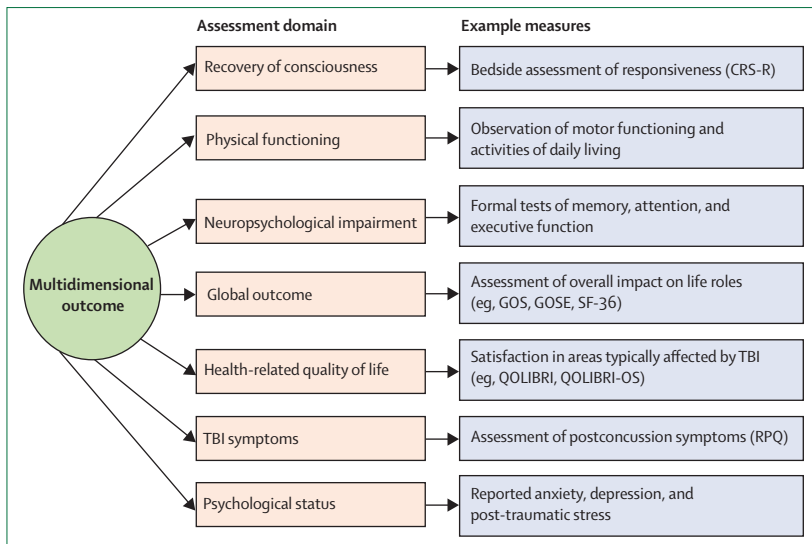 Assessment domain
Example measures
Multidimensional
outcome
Recovery of consciousness
Bedside assessment of responsiveness (CRS-R)
Physical functioning
Observation of motor functioning and
activities of daily living
Neuropsychological impairment
Formal tests of memory, attention, and
executive function
Global outcome
Assessment of overall impact on life roles
(eg, GOS, GOSE, SF-36)
Health-related quality of life
Satisfaction in areas typically affected by TBI
(eg, QOLIBRI, QOLIBRI-OS)
TBI symptoms
Assessment of postconcussion symptoms (RPQ)
Psychological status
Reported anxiety, depression, and
post-traumatic stress